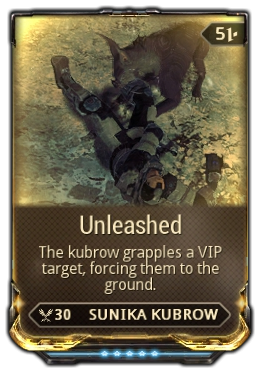 51
Unleashed
The kubrow grapples a VIP
target, forcing them to the
ground.
30 SUNIKA KUBROW